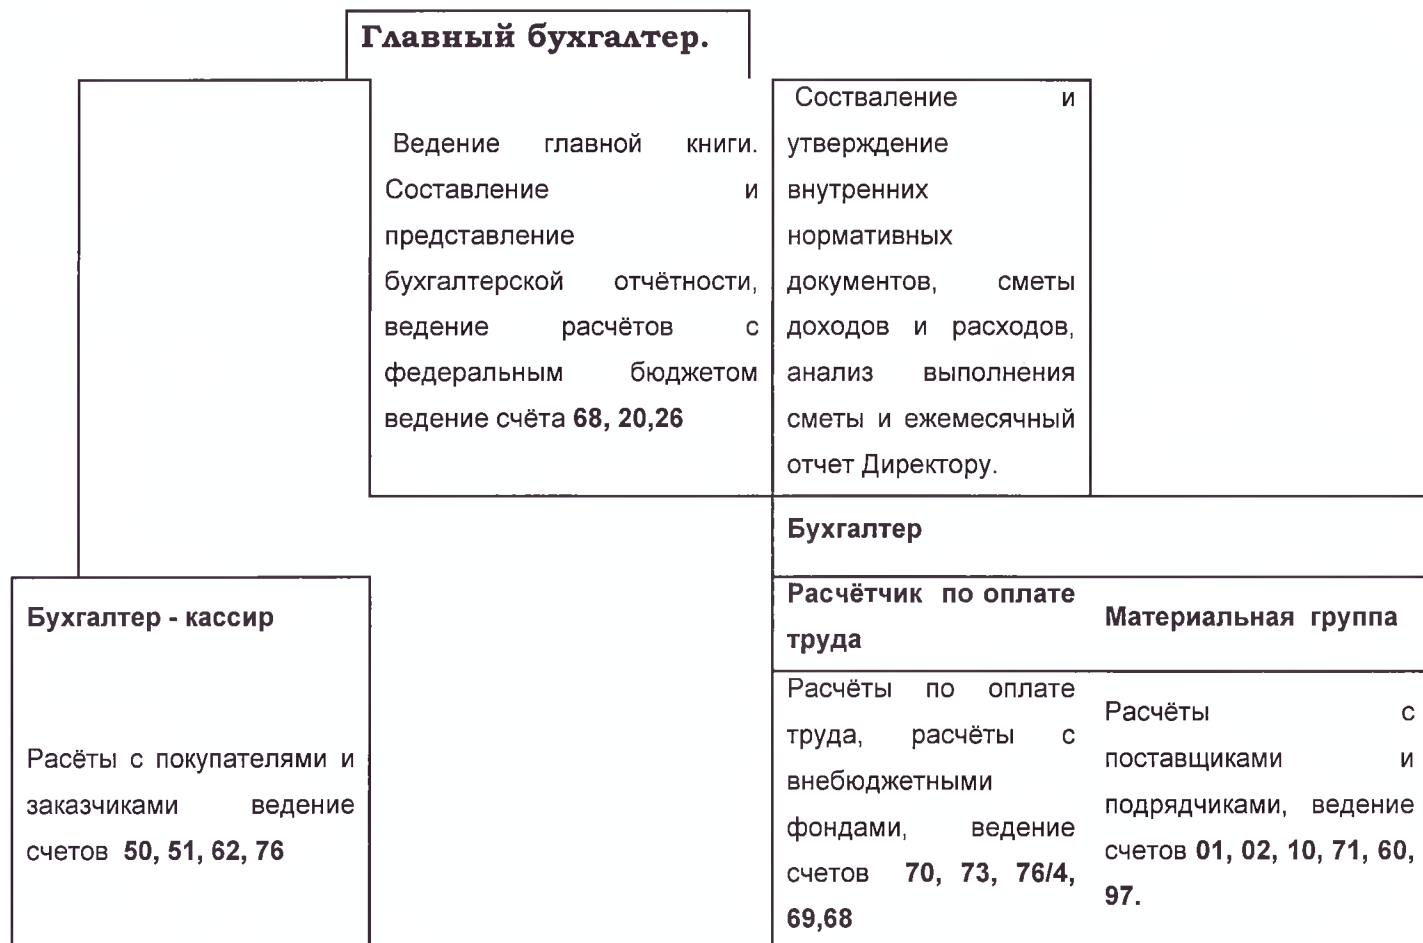 Главный бухгалтер.
Ведение главной книги.
Составление и
представление
бухгалтерской отчётности,
ведение расчётов с
федеральным бюджетом
ведение счёта 68, 20,26
Состваление и
утверждение
внутренних
нормативных
документов, сметы
доходов и расходов,
анализ выполнения
сметы и ежемесячный
отчет Директору.
Бухгалтер
Бухгалтер - кассир
Расёты с покупателями и
заказчиками ведение
счетов 50, 51, 62, 76
Расчётчик по оплате
труда
Расчёты по оплате
труда, расчёты с
внебюджетными
фондами, ведение
счетов 70, 73, 76/4,
69,68
Материальная группа
Расчёты с
поставщиками и
подрядчиками, ведение
счетов 01, 02, 10, 71, 60,
97.